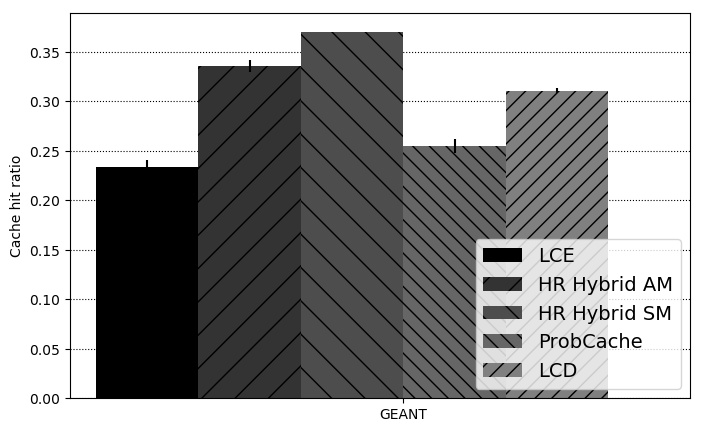 Cache hit ratio
0.35
0.30
0.25
0.20
0.15
0.10
0.05
0.00
GEANT
LCE
HR Hybrid AM
HR Hybrid SM
ProbCache
LCD